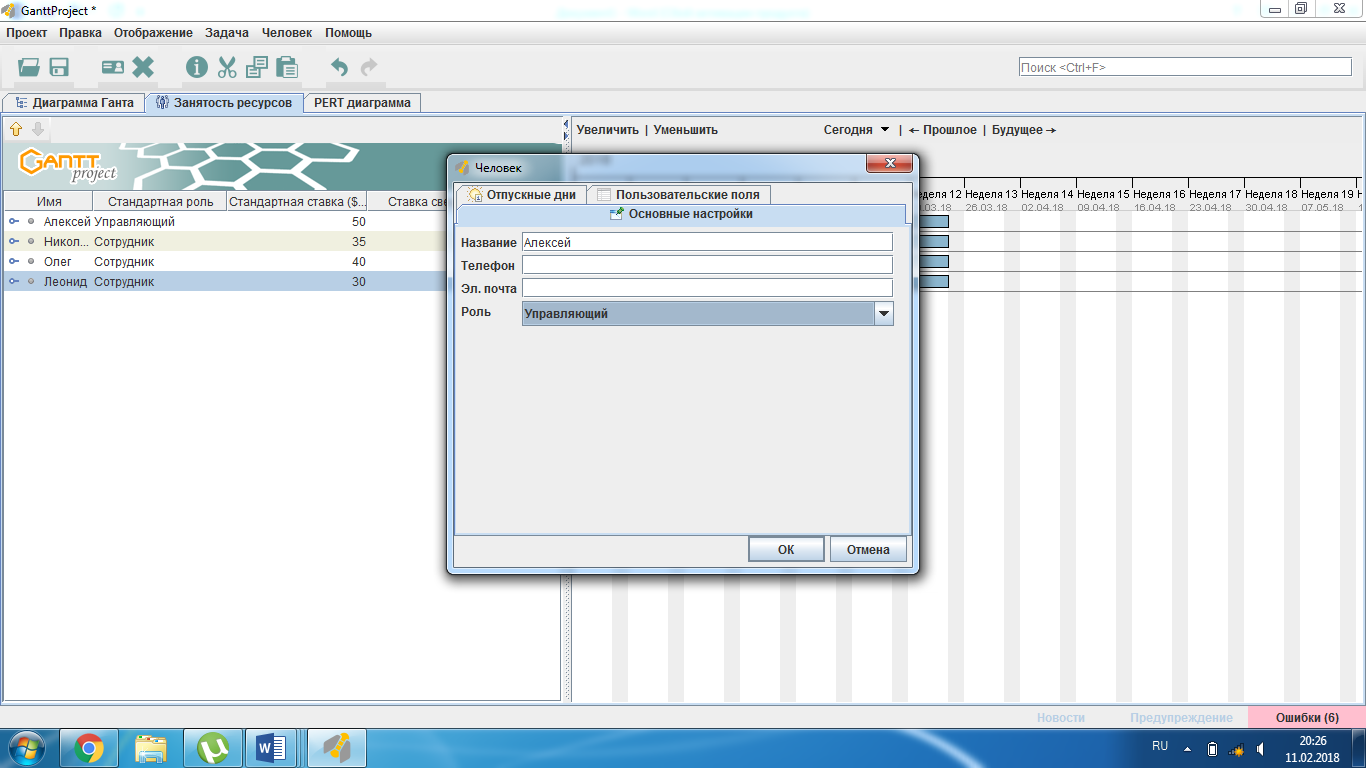 GanttProject *
Проект Правка Отображение Задача Человек Помощь
Поиск <Ctrl+F>
Диаграмма Ганта Занятость ресурсов PERT диаграмма
Увеличить | Уменьшить Сегодня | ← Прошлое | Будущее →
GANTT project
Человек
Отпускные дни Пользовательские поля
Основные настройки
Имя Стандартная роль Стандартная ставка ($...
12 Неделя 13 Неделя 14 Неделя 15 Неделя 16 Неделя 17 Неделя 18 Неделя 19
26.03.18 02.04.18 09.04.18 16.04.18 23.04.18 30.04.18 07.05.18
Алексей Управляющий 50
Никол... Сотрудник 35
Олег Сотрудник 40
Леонид Сотрудник 30
Название Алексей
Телефон
Эл. почта
Роль Управляющий
ОК Отмена
Новости Предупреждение Ошибки (6)
RU 20:26
11.02.2018